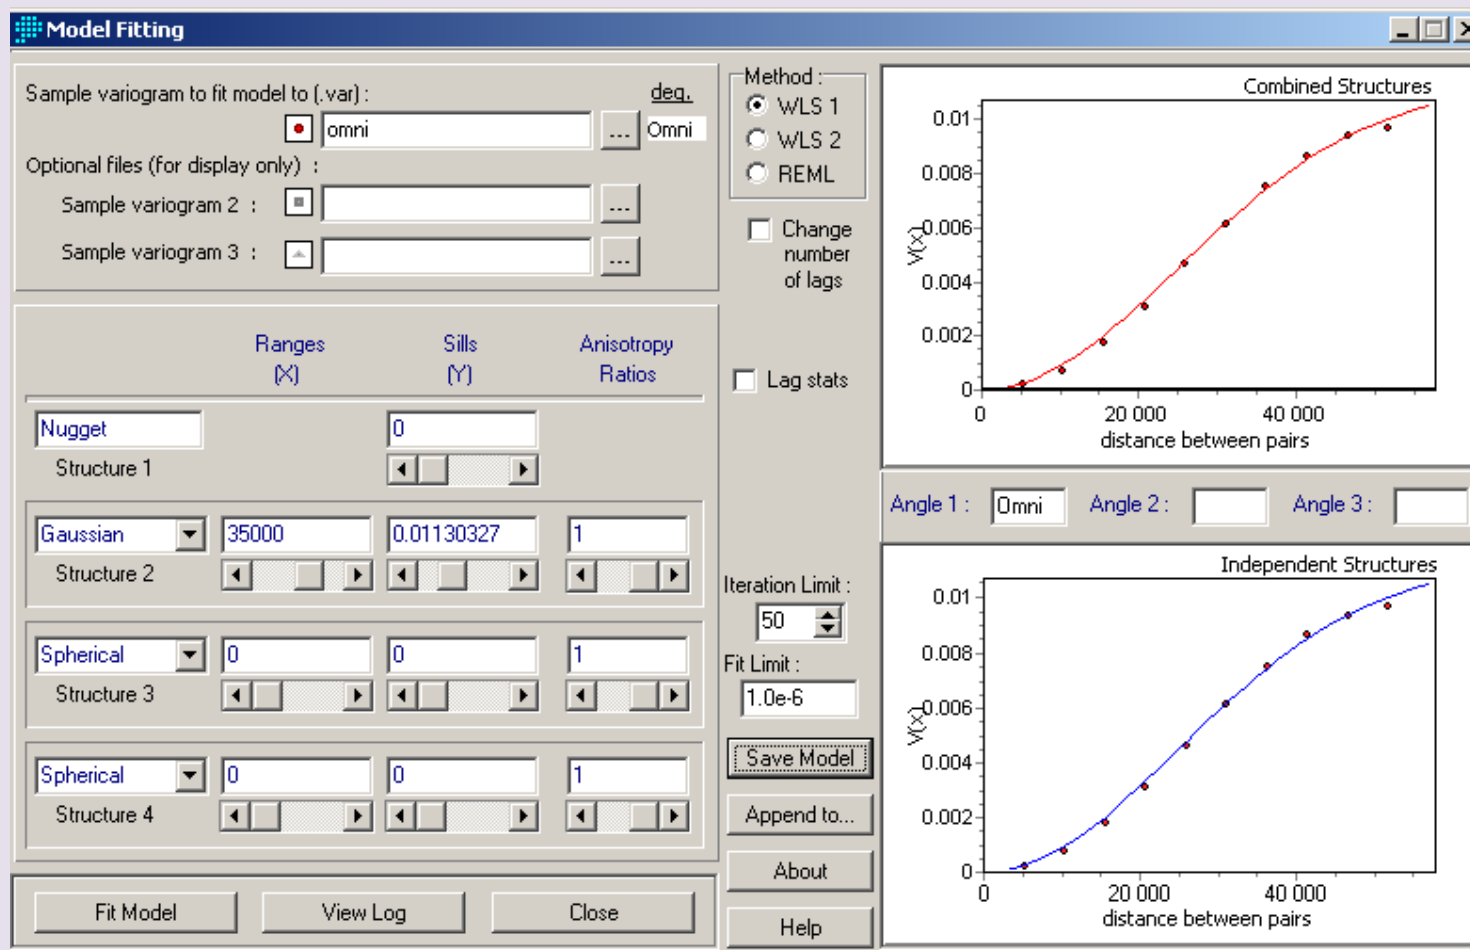 Model Fitting
Sample variogram to fit model to (.var) :
deg.
omni
...
Omni
Optional files (for display only) :
Sample variogram 2 :
...
Sample variogram 3 :
...
Method :
WLS 1
WLS 2
REML
Change
number
of lags
Lag stats
Ranges
(X)
Sills
(Y)
Anisotropy
Ratios
Nugget
0
Structure 1
Gaussian
35000
0.01130327
1
Structure 2
Spherical
0
0
1
Structure 3
Spherical
0
0
1
Structure 4
Iteration Limit :
50
Fit Limit :
1.0e-6
Save Model
Append to...
About
Help
Fit Model
View Log
Close
Combined Structures
0.01
0.008
0.006
0.004
0.002
0
V(x)
0
20 000
40 000
distance between pairs
Angle 1 :
Omni
Angle 2 :
Angle 3 :
Independent Structures
0.01
0.008
0.006
0.004
0.002
0
V(x)
0
20 000
40 000
distance between pairs